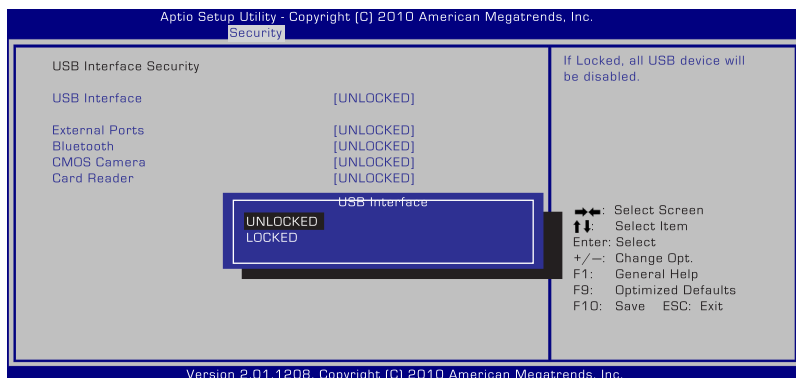 Aptio Setup Utility - Copyright (C) 2010 American Megatrends, Inc.
Security
USB Interface Security
USB Interface [UNLOCKED]
External Ports [UNLOCKED]
Bluetooth [UNLOCKED]
CMOS Camera [UNLOCKED]
Card Reader [UNLOCKED]
USB Interface
UNLOCKED
LOCKED
If Locked, all USB device will
be disabled.
→←: Select Screen
↑↓: Select Item
Enter: Select
+/—: Change Opt.
F1: General Help
F9: Optimized Defaults
F10: Save ESC: Exit
Version 2.01.1208. Copyright (C) 2010 American Megatrends, Inc.